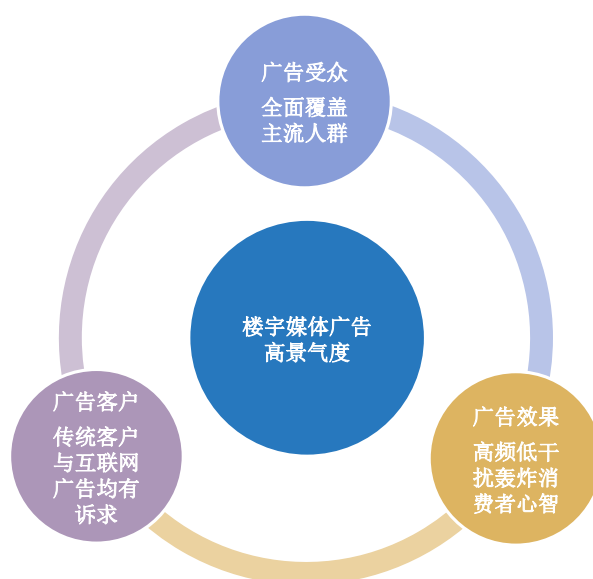 广告受众
全面覆盖
主流人群
楼宇媒体广告
高景气度
广告客户
传统客户
与互联网
广告均有
诉求
广告效果
高频低干
扰轰炸消
费者心智